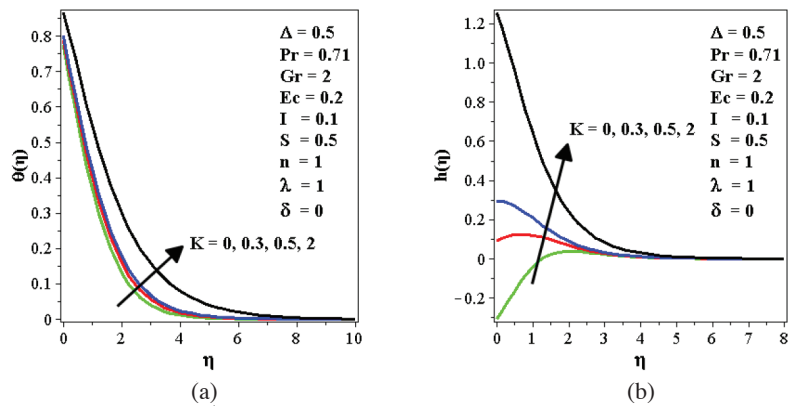 θ(η)
0.8
0.7
0.6
0.5
0.4
0.3
0.2
0.1
0
0 2 4 6 8 10
η
Δ = 0.5
Pr = 0.71
Gr = 2
Ec = 0.2
I = 0.1
S = 0.5
n = 1
λ = 1
δ = 0
K = 0, 0.3, 0.5, 2
(a)
h(η)
1.2
1.0
0.8
0.6
0.4
0.2
0
−0.2
0 1 2 3 4 5 6 7 8
η
Δ = 0.5
Pr = 0.71
Gr = 2
Ec = 0.2
I = 0.1
S = 0.5
n = 1
λ = 1
δ = 0
K = 0, 0.3, 0.5, 2
(b)